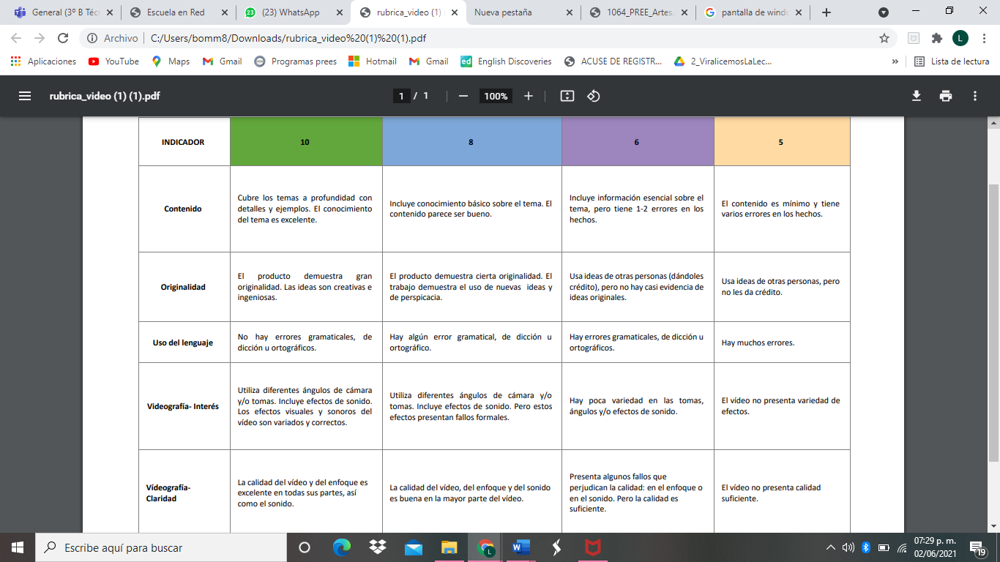 General (3º B Téc
Escuela en Red
(23) WhatsApp
rubrica_video (1)
Nueva pestaña
1064_PREE_Artes.
pantalla de windo
Archivo
C:/Users/bomm8/Downloads/rubrica_video%20(1)%20(1).pdf
L
Aplicaciones
YouTube
Maps
Gmail
Programas prees
Hotmail
Gmail
English Discoveries
ACUSE DE REGISTR...
2_ViralicemosLaLec...
»
Lista de lectura
rubrica_video (1) (1).pdf
1 / 1
100%
INDICADOR
10
8
6
5
Contenido
Cubre los temas a profundidad con
detalles y ejemplos. El conocimiento
del tema es excelente.
Incluye conocimiento básico sobre el tema. El
contenido parece ser bueno.
Incluye información esencial sobre el
tema, pero tiene 1-2 errores en los
hechos.
El contenido es mínimo y tiene
varios errores en los hechos.
Originalidad
El producto demuestra gran
originalidad. Las ideas son creativas e
ingeniosas.
El producto demuestra cierta originalidad. El
trabajo demuestra el uso de nuevas ideas y
de perspicacia.
Usa ideas de otras personas (dándoles
crédito), pero no hay casi evidencia de
ideas originales.
Usa ideas de otras personas, pero
no les da crédito.
Uso del lenguaje
No hay errores gramaticales, de
dicción u ortográficos.
Hay algún error gramatical, de dicción u
ortográfico.
Hay errores gramaticales, de dicción u
ortográficos.
Hay muchos errores.
Videografía- Interés
Utiliza diferentes ángulos de cámara
y/o tomas. Incluye efectos de sonido.
Los efectos visuales y sonoros del
vídeo son variados y correctos.
Utiliza diferentes ángulos de cámara y/o
tomas. Incluye efectos de sonido. Pero estos
efectos presentan fallos formales.
Hay poca variedad en las tomas,
ángulos y/o efectos de sonido.
El vídeo no presenta variedad de
efectos.
Vídeografía-
Claridad
La calidad del vídeo y del enfoque es
excelente en todas sus partes, así
como el sonido.
La calidad del vídeo, del enfoque y del sonido
es buena en la mayor parte del vídeo.
Presenta algunos fallos que
perjudican la calidad: en el enfoque o
en el sonido. Pero la calidad es
suficiente.
El vídeo no presenta calidad
suficiente.
Escribe aquí para buscar
07:29 p. m.
02/06/2021
19